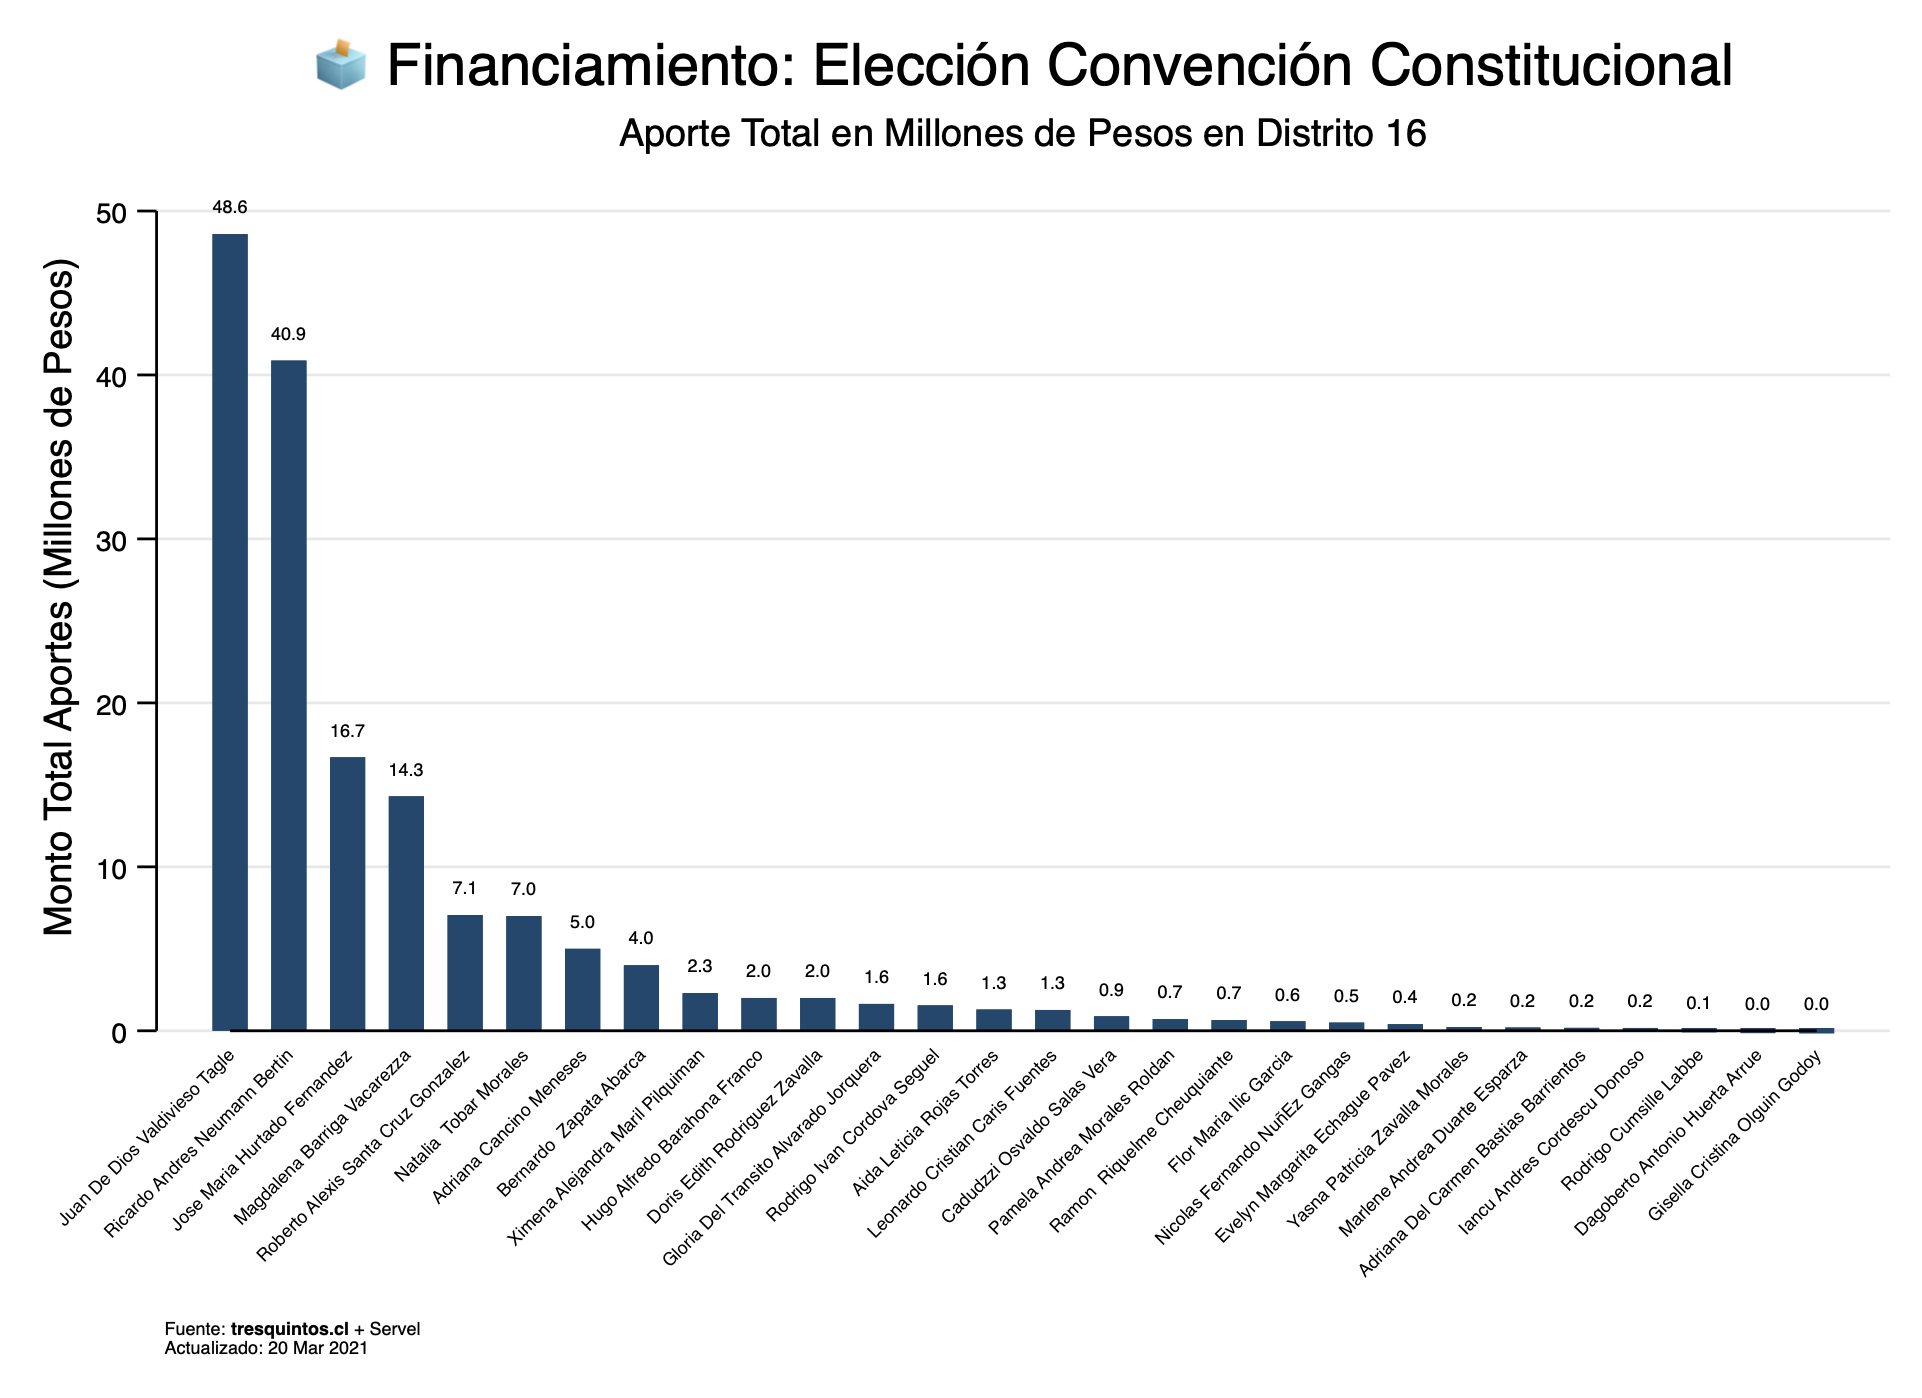 Financiamiento: Elección Convención Constitucional
Aporte Total en Millones de Pesos en Distrito 16
Monto Total Aportes (Millones de Pesos)
50
40
30
20
10
0
48.6
40.9
16.7
14.3
7.1
7.0
5.0
4.0
2.3
2.0
2.0
1.6
1.6
1.3
1.3
0.9
0.7
0.7
0.6
0.5
0.4
0.2
0.2
0.2
0.2
0.1
0.0
0.0
Juan De Dios Valdivieso Tagle
Ricardo Andres Neumann Bertin
Jose Maria Hurtado Fernandez
Magdalena Barriga Vacarezza
Roberto Alexis Santa Cruz Gonzalez
Natalia  Tobar Morales
Adriana Cancino Meneses
Bernardo  Zapata Abarca
Ximena Alejandra Maril Pilquiman
Hugo Alfredo Barahona Franco
Doris Edith Rodriguez Zavalla
Gloria Del Transito Alvarado Jorquera
Rodrigo Ivan Cordova Seguel
Aida Leticia Rojas Torres
Leonardo Cristian Caris Fuentes
Cadudzzi Osvaldo Salas Vera
Pamela Andrea Morales Roldan
Ramon  Riquelme Cheuquiante
Flor Maria Ilic Garcia
Nicolas Fernando NuñEz Gangas
Evelyn Margarita Echague Pavez
Yasna Patricia Zavalla Morales
Marlene Andrea Duarte Esparza
Adriana Del Carmen Bastias Barrientos
Iancu Andres Cordescu Donoso
Rodrigo Cumsille Labbe
Dagoberto Antonio Huerta Arrue
Gisella Cristina Olguin Godoy
Fuente: tresquintos.cl + Servel
Actualizado: 20 Mar 2021